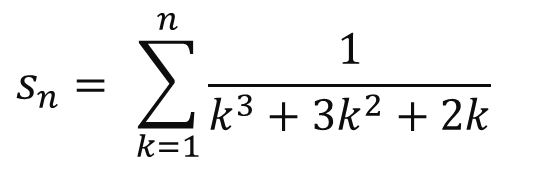 s_n = \sum_{k=1}^{n} \frac{1}{k^3 + 3k^2 + 2k}